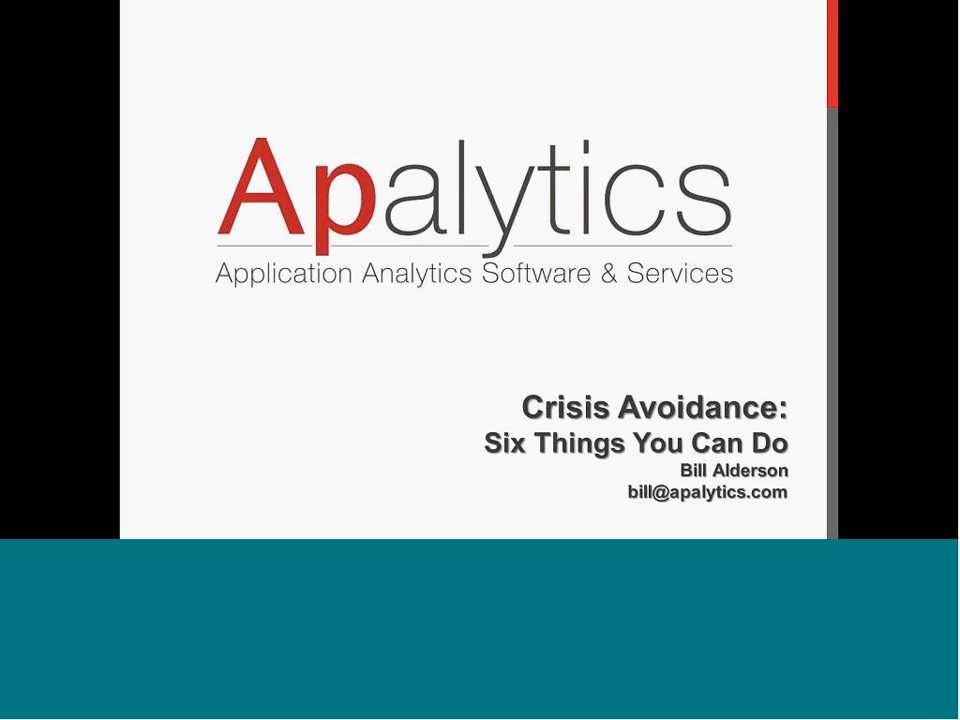 Apalytics
Application Analytics Software & Services
Crisis Avoidance:
Six Things You Can Do
Bill Alderson
bill@apalytics.com